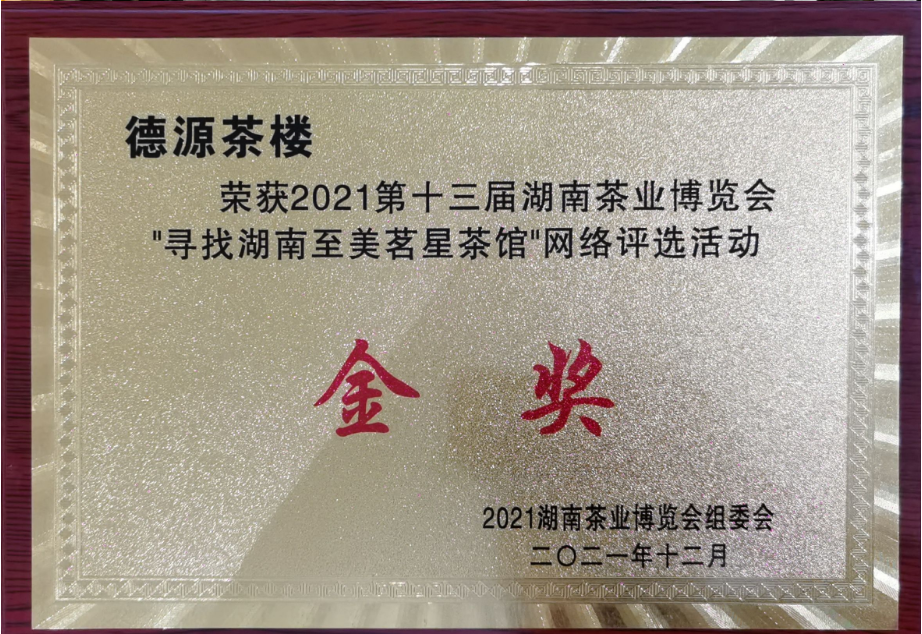 德源茶楼
荣获2021第十三届湖南茶业博览会
"寻找湖南至美茗星茶馆"网络评选活动
金 奖
2021湖南茶业博览会组委会
二〇二一年十二月